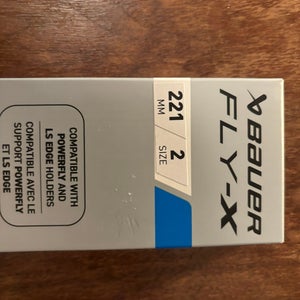 BAUER
FLY-X
221 / 2
MM SIZE
COMPATIBLE WITH
POWERFLY AND
LS EDGE HOLDERS
COMPATIBLE AVEC LE
SUPPORT POWERFLY
ET LS EDGE